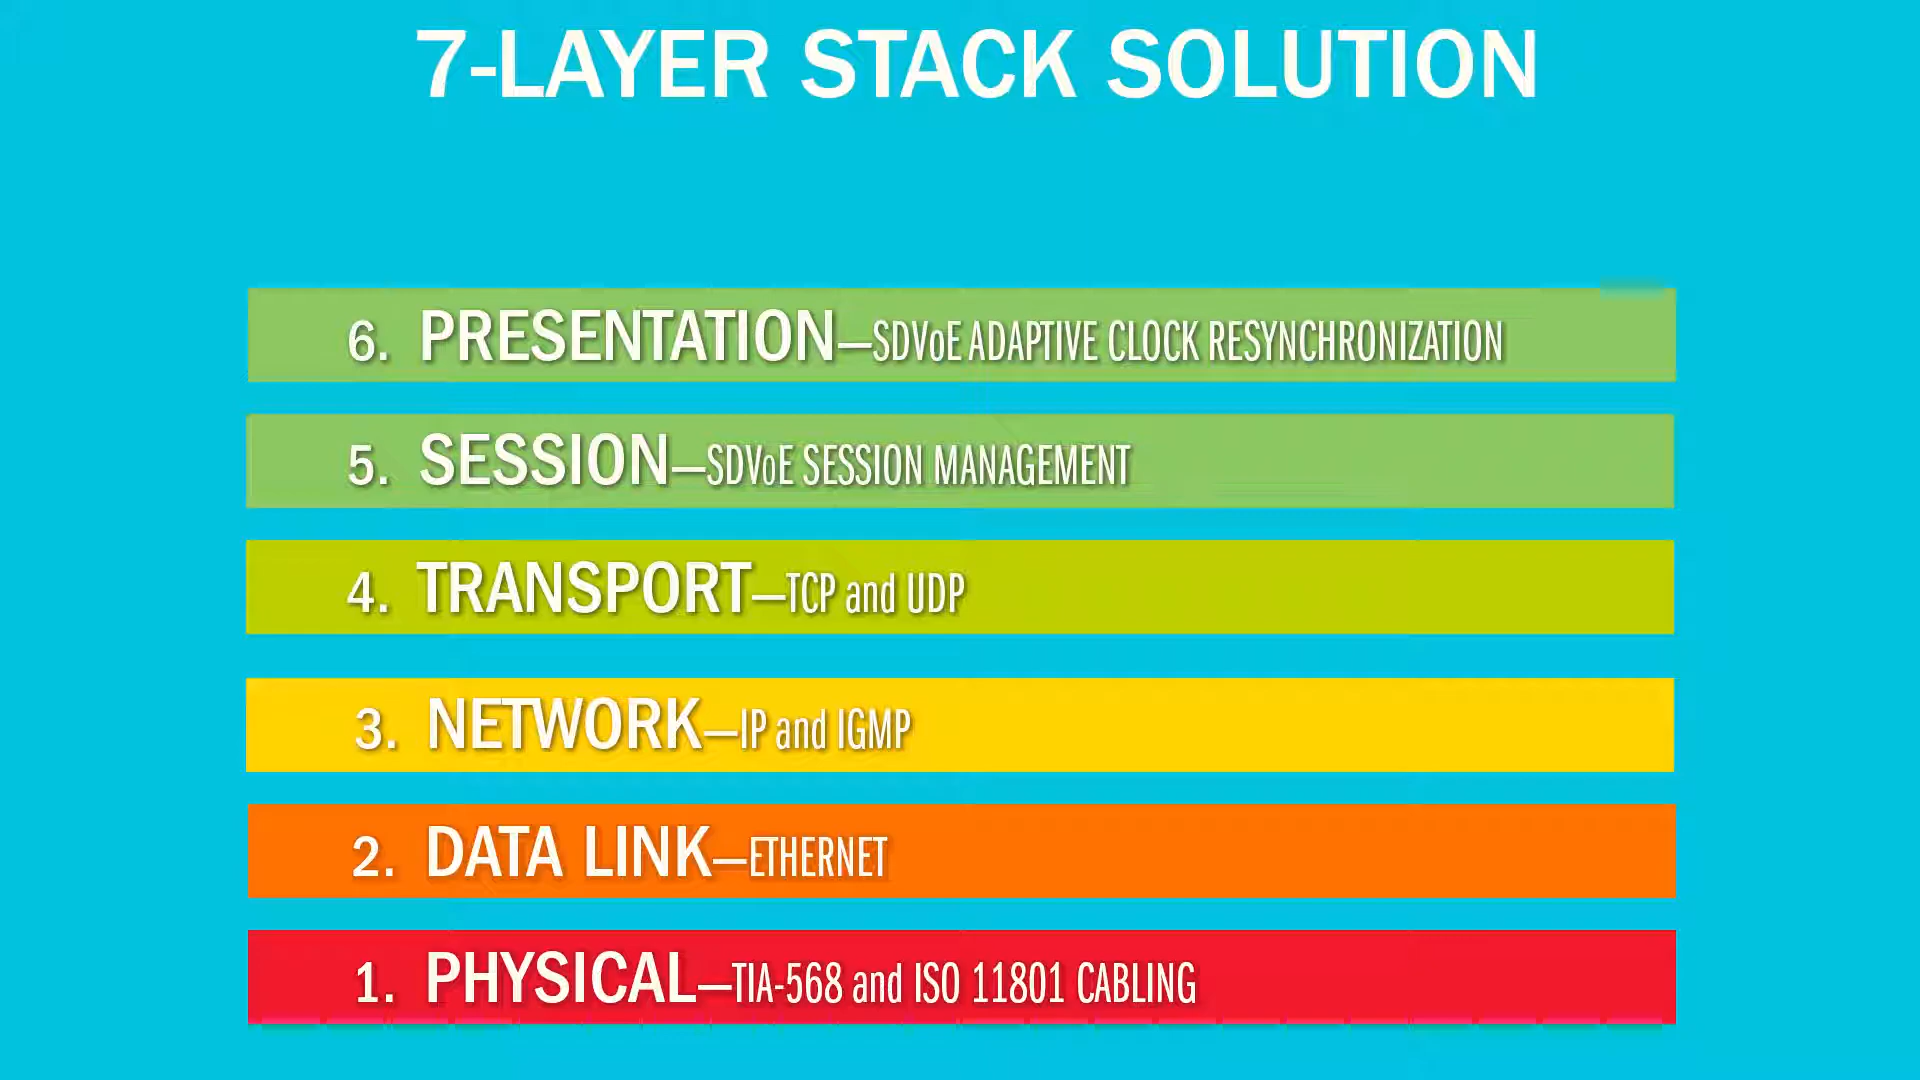 7-LAYER STACK SOLUTION
6. PRESENTATION—SDVoE ADAPTIVE CLOCK RESYNCHRONIZATION
5. SESSION—SDVoE SESSION MANAGEMENT
4. TRANSPORT—TCP and UDP
3. NETWORK—IP and IGMP
2. DATA LINK—ETHERNET
1. PHYSICAL—TIA-568 and ISO 11801 CABLING